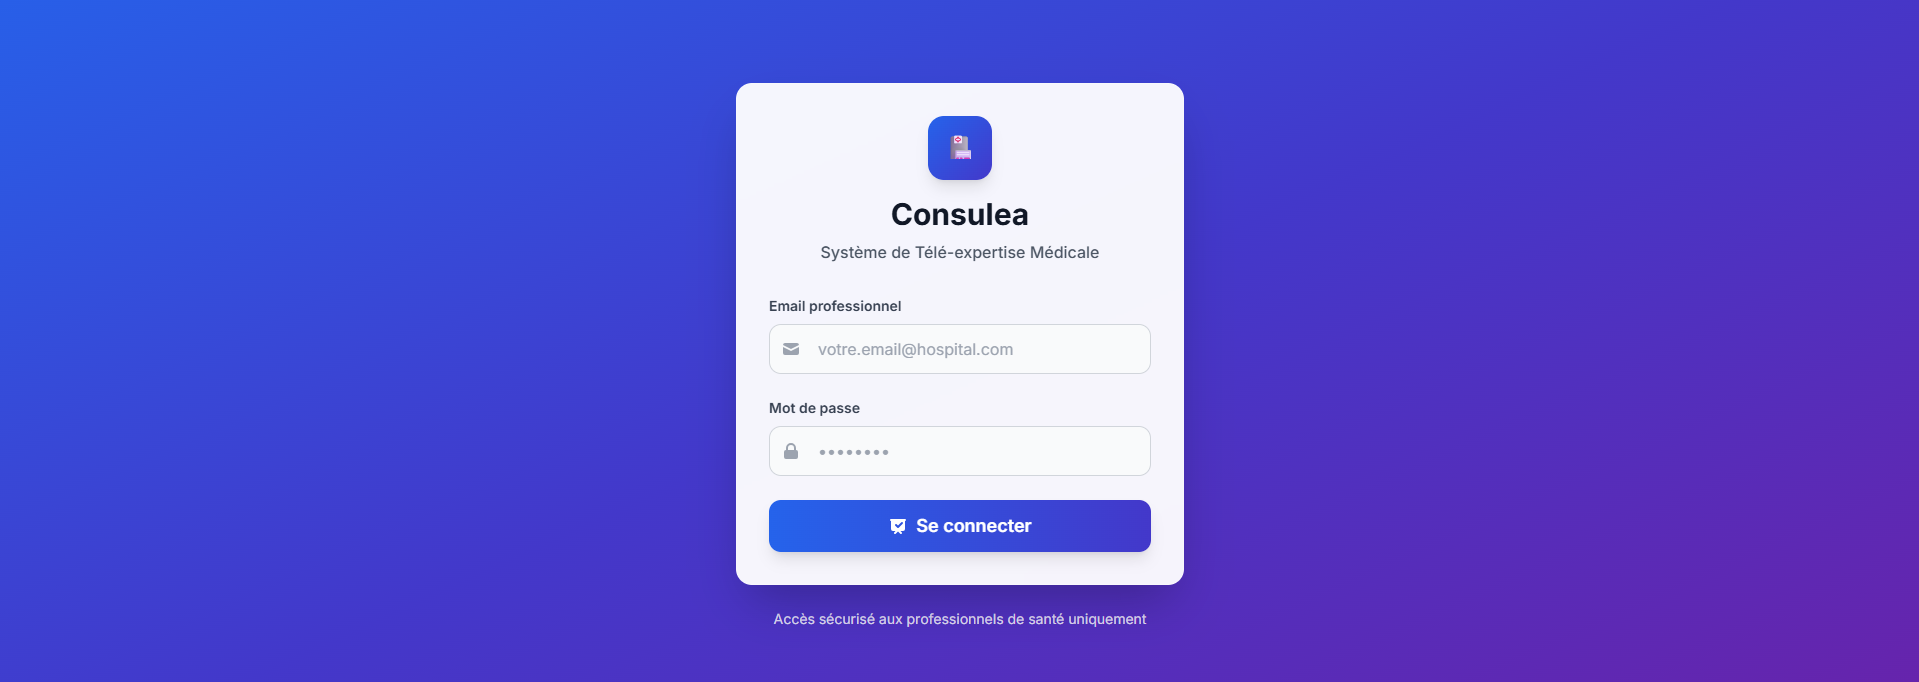 Consulea
Système de Télé-expertise Médicale
Email professionnel
votre.email@hospital.com
Mot de passe
••••••••
Se connecter
Accès sécurisé aux professionnels de santé uniquement